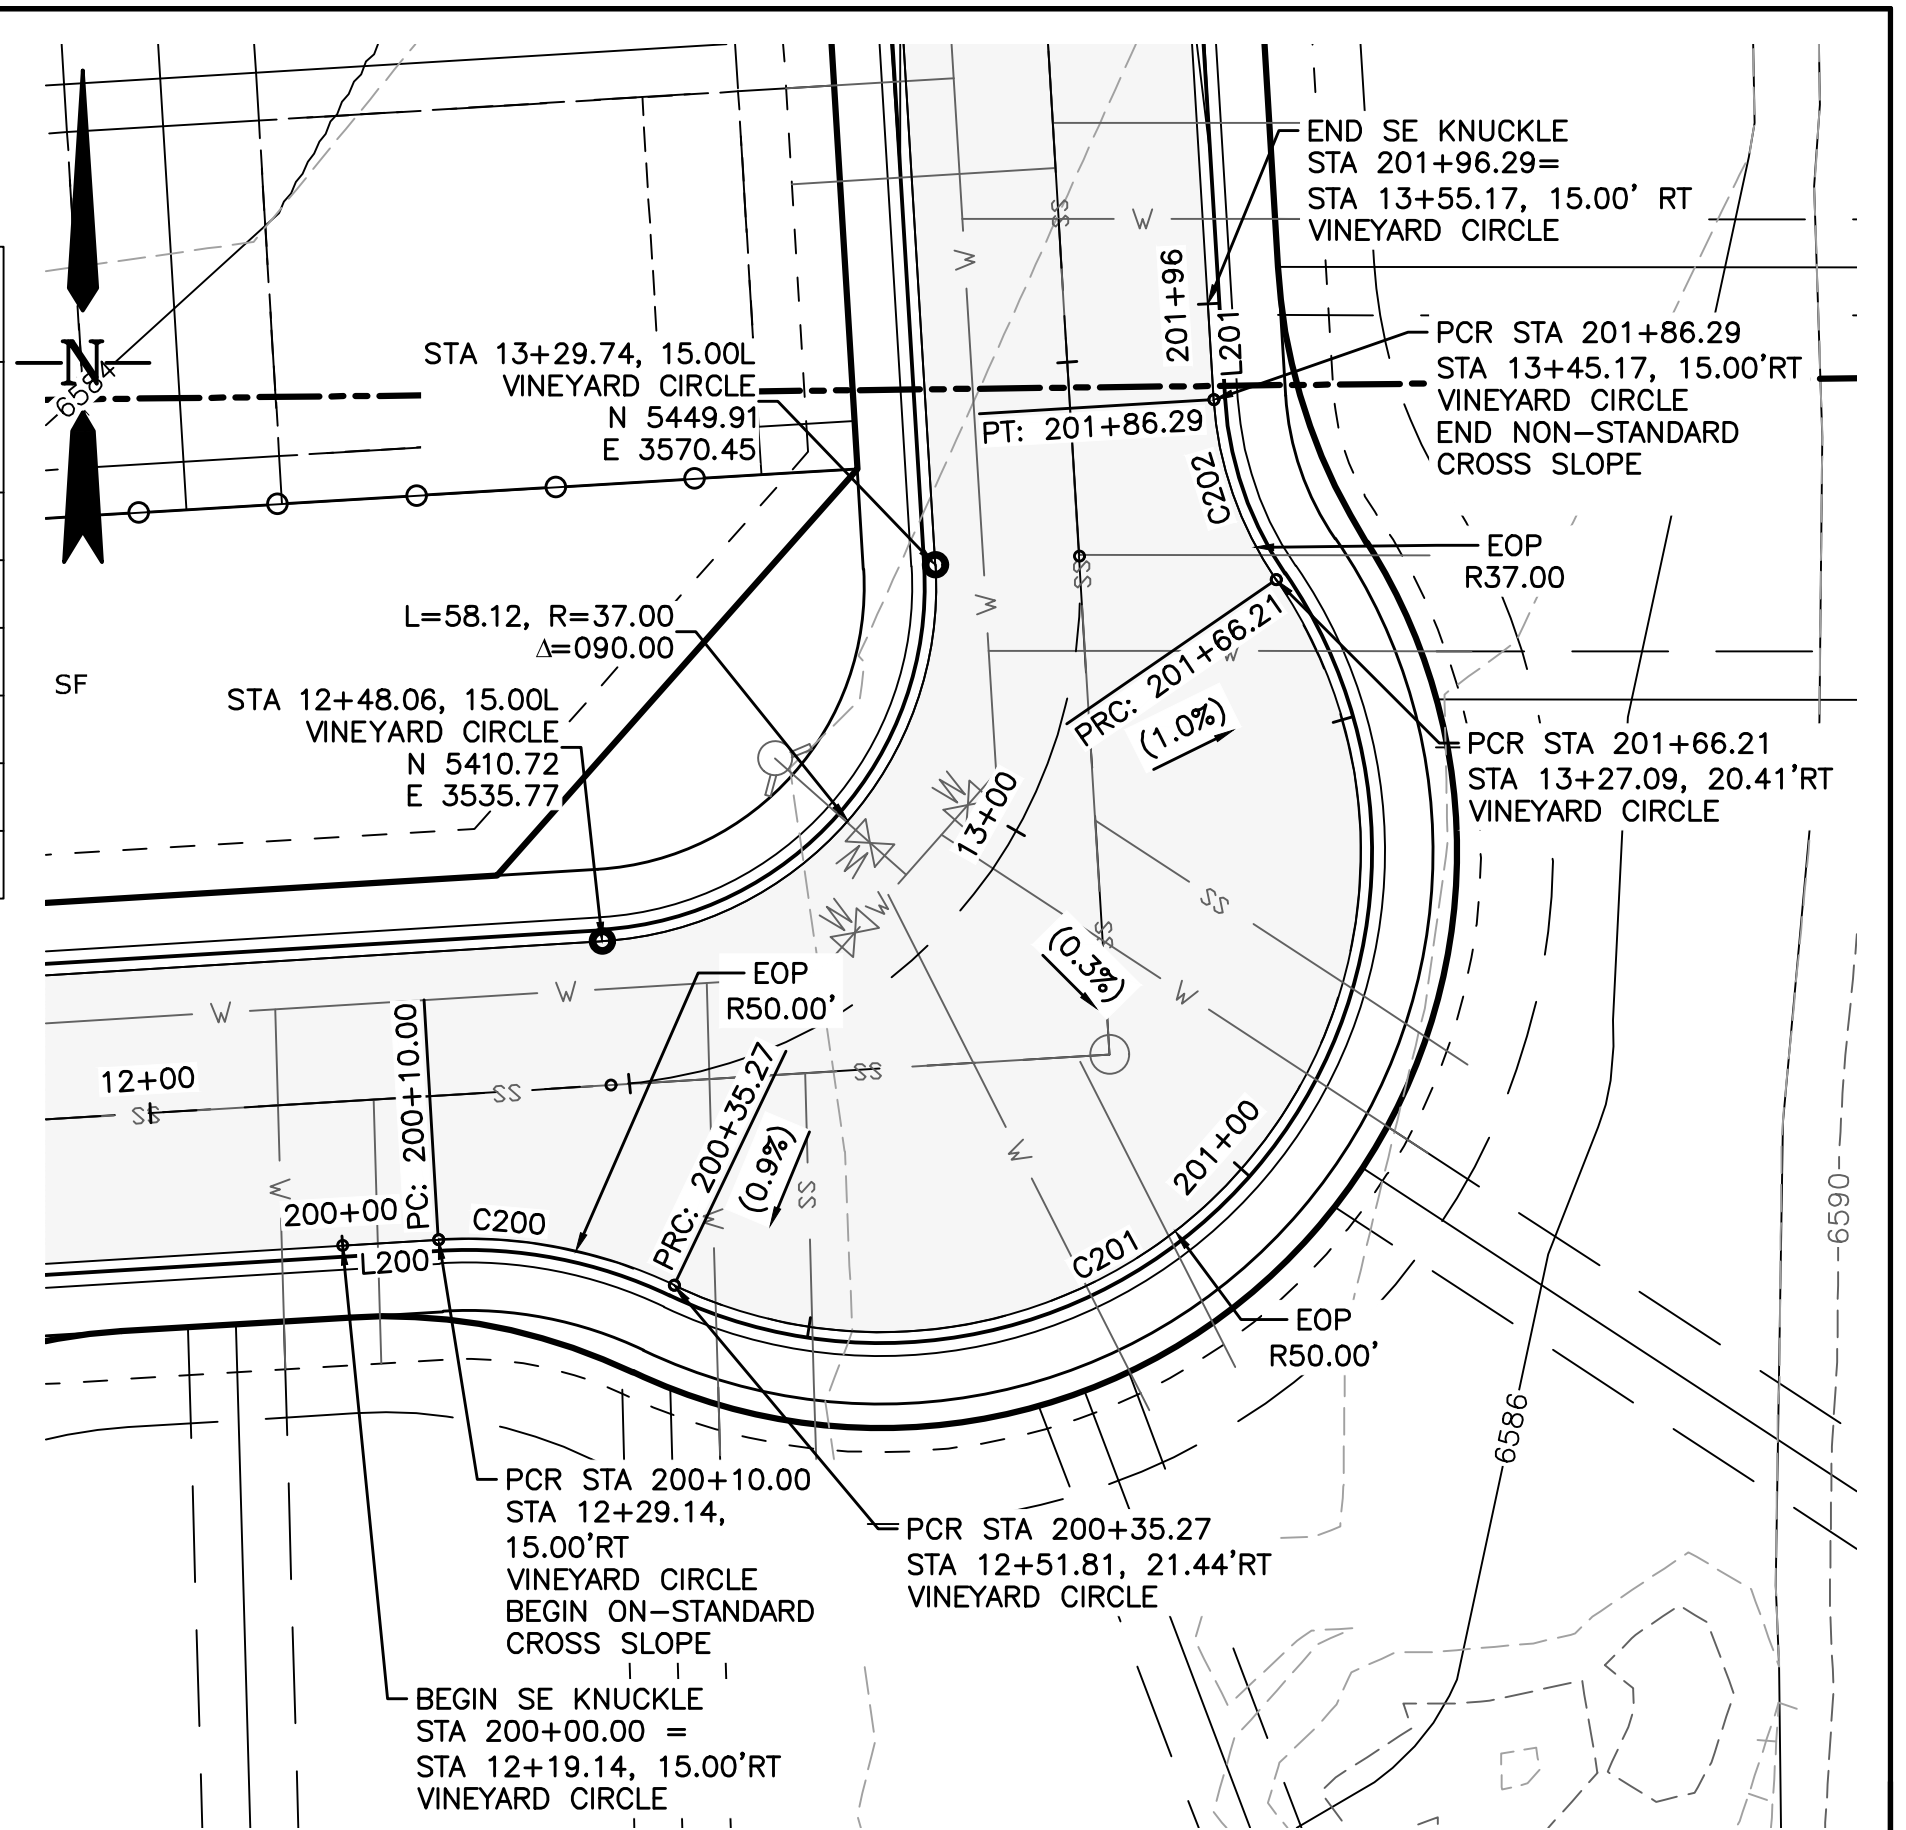 END SE KNUCKLE
STA 201+96.29=
STA 13+55.17, 15.00' RT
VINEYARD CIRCLE
SS
W
W
201+96
L201
N
-6584
STA 13+29.74, 15.00L
VINEYARD CIRCLE
N 5449.91
E 3570.45
PCR STA 201+86.29
STA 13+45.17, 15.00'RT
VINEYARD CIRCLE
END NON-STANDARD
CROSS SLOPE
PT: 201+86.29
C202
EOP
R37.00
SS
W
L=58.12, R=37.00
Δ=090.00
PRC: 201+66.21
W
(1.0%)
SF
STA 12+48.06, 15.00L
VINEYARD CIRCLE
N 5410.72
E 3535.77
PCR STA 201+66.21
STA 13+27.09, 20.41'RT
VINEYARD CIRCLE
W
13+00
W
W
W
SS
SS
(0.3%)
W
EOP
R50.00'
W
W
12+00
SS
SS
SS
PC: 200+10.00
PRC: 200+35.27
(0.9%)
SS
W
W
W
201+00
6590
200+00
C200
L200
C201
EOP
R50.00'
6586
PCR STA 200+10.00
STA 12+29.14,
15.00'RT
VINEYARD CIRCLE
BEGIN ON-STANDARD
CROSS SLOPE
PCR STA 200+35.27
STA 12+51.81, 21.44'RT
VINEYARD CIRCLE
BEGIN SE KNUCKLE
STA 200+00.00 =
STA 12+19.14, 15.00'RT
VINEYARD CIRCLE